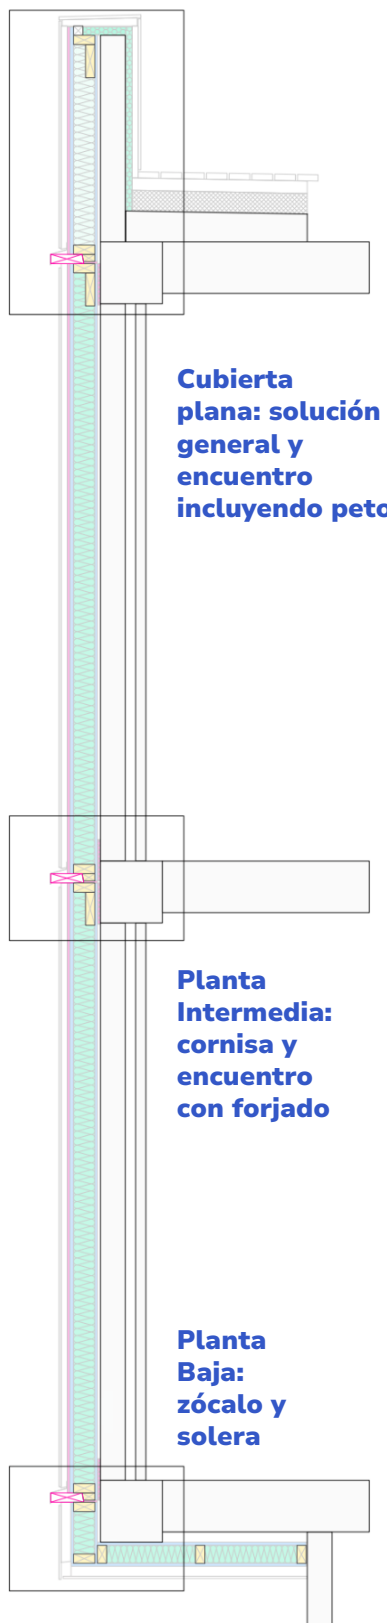 Cubierta
plana: solución
general y
encuentro
incluyendo peto
Planta
Intermedia:
cornisa y
encuentro
con forjado
Planta
Baja:
zócalo y
solera